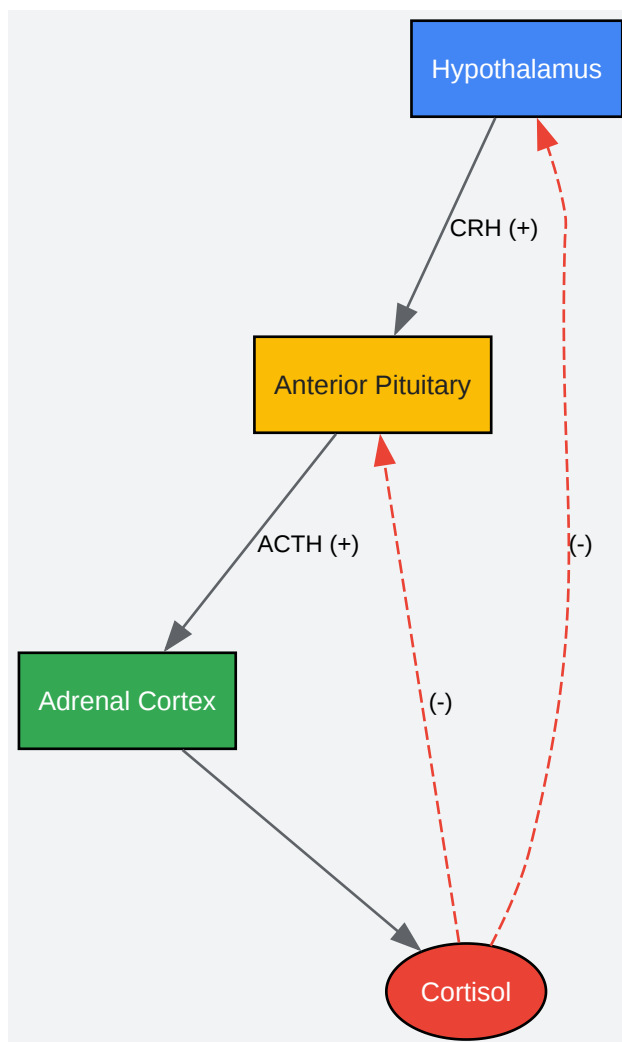 Hypothalamus
CRH (+)
Anterior Pituitary
ACTH (+)
(-)
Adrenal Cortex
(-)
Cortisol